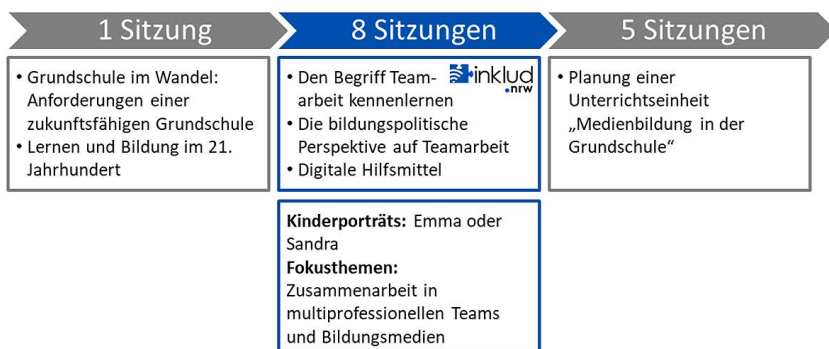 1 Sitzung
8 Sitzungen
5 Sitzungen
• Grundschule im Wandel:
Anforderungen einer
zukunftsfähigen Grundschule
• Lernen und Bildung im 21.
Jahrhundert
• Den Begriff Team-
arbeit kennenlernen
• Die bildungspolitische
Perspektive auf Teamarbeit
• Digitale Hilfsmittel
inklud
.nrw
• Planung einer
Unterrichtseinheit
„Medienbildung in der
Grundschule“
Kinderporträts: Emma oder
Sandra
Fokusthemen:
Zusammenarbeit in
multiprofessionellen Teams
und Bildungsmedien